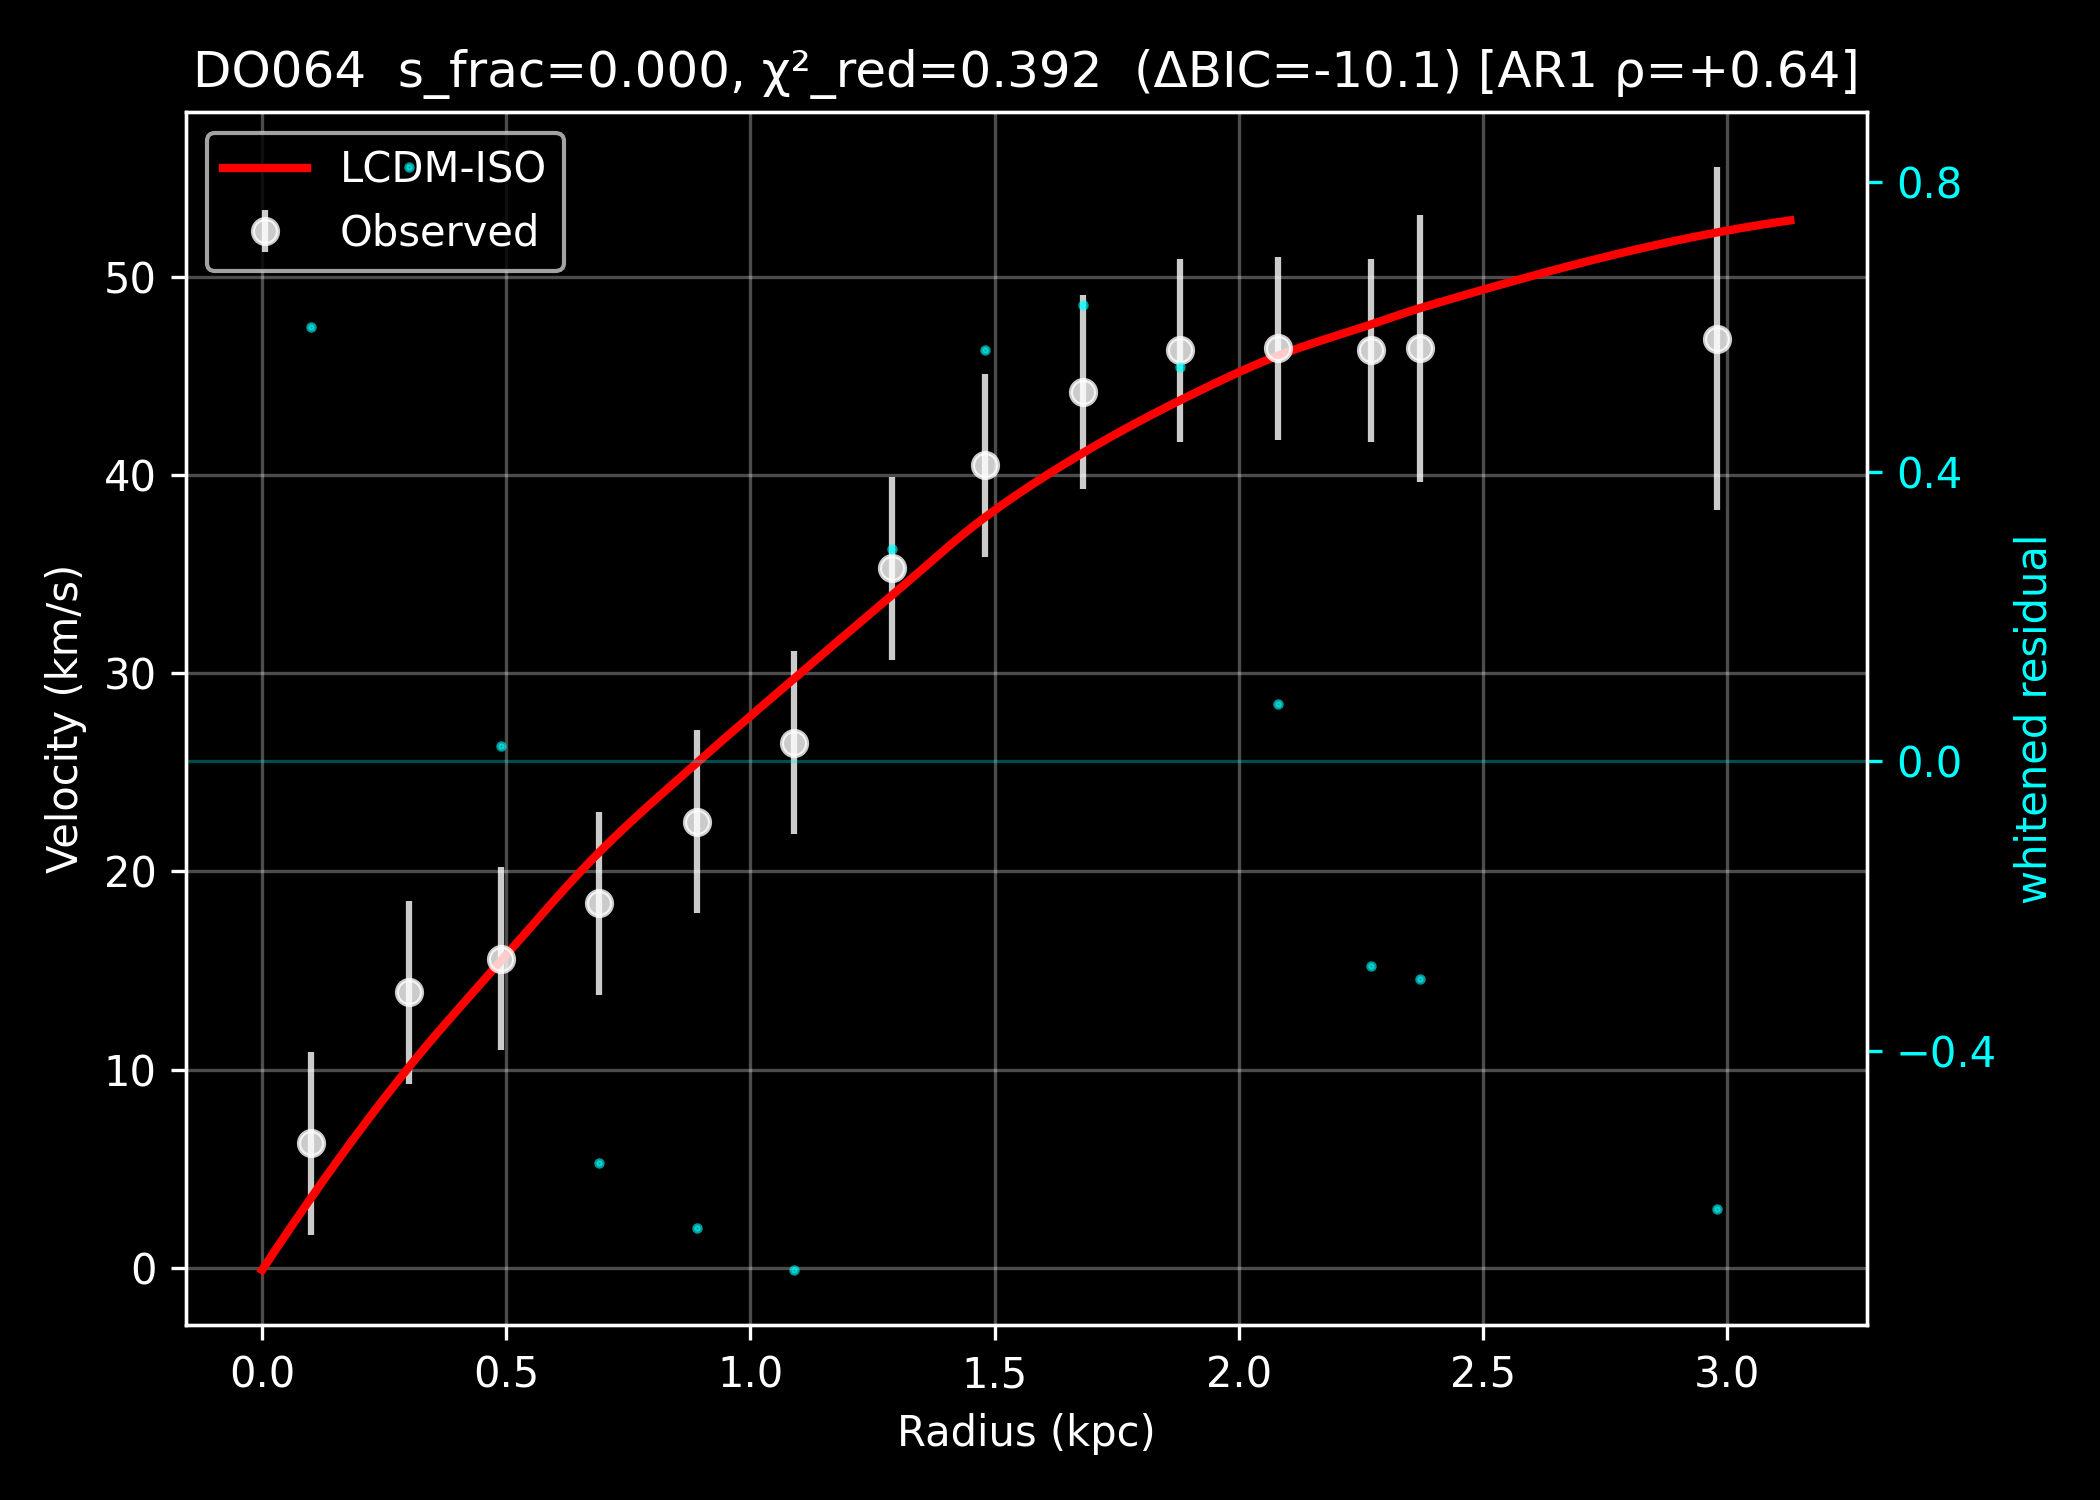 DO064  s_frac=0.000, χ²_red=0.392  (ΔBIC=-10.1) [AR1 ρ=+0.64]
LCDM-ISO
Observed
50
40
30
20
10
0
Velocity (km/s)
0.8
0.4
0.0
−0.4
whitened residual
0.0 0.5 1.0 1.5 2.0 2.5 3.0
Radius (kpc)